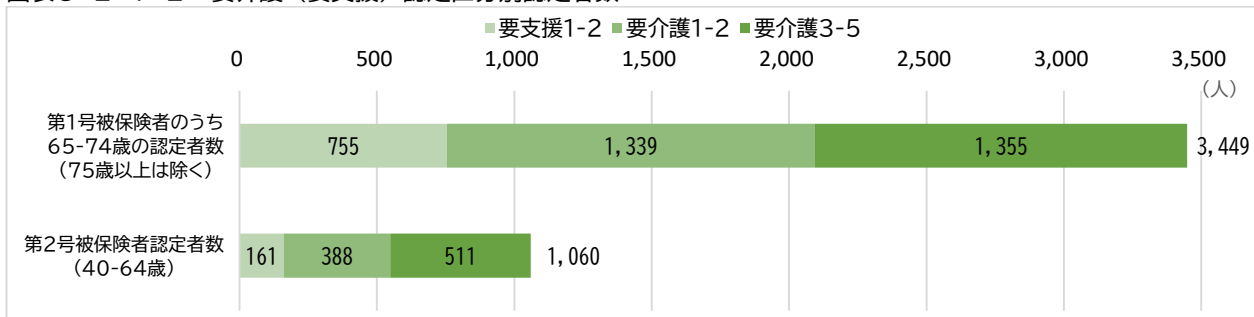 ■要支援1-2 ■要介護1-2 ■要介護3-5
0 500 1,000 1,500 2,000 2,500 3,000 3,500
(人)
第1号被保険者のうち
65-74歳の認定者数
(75歳以上は除く)
755 1,339 1,355 3,449
第2号被保険者認定者数
(40-64歳)
161 388 511 1,060